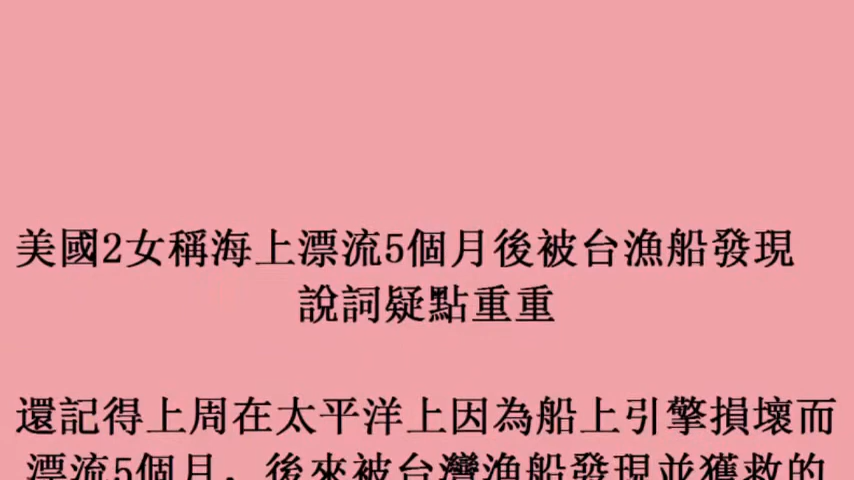 美國2女稱海上漂流5個月後被台漁船發現
說詞疑點重重
還記得上周在太平洋上因為船上引擎損壞而
漂流5個月，後來被台灣漁船發現並獲救的